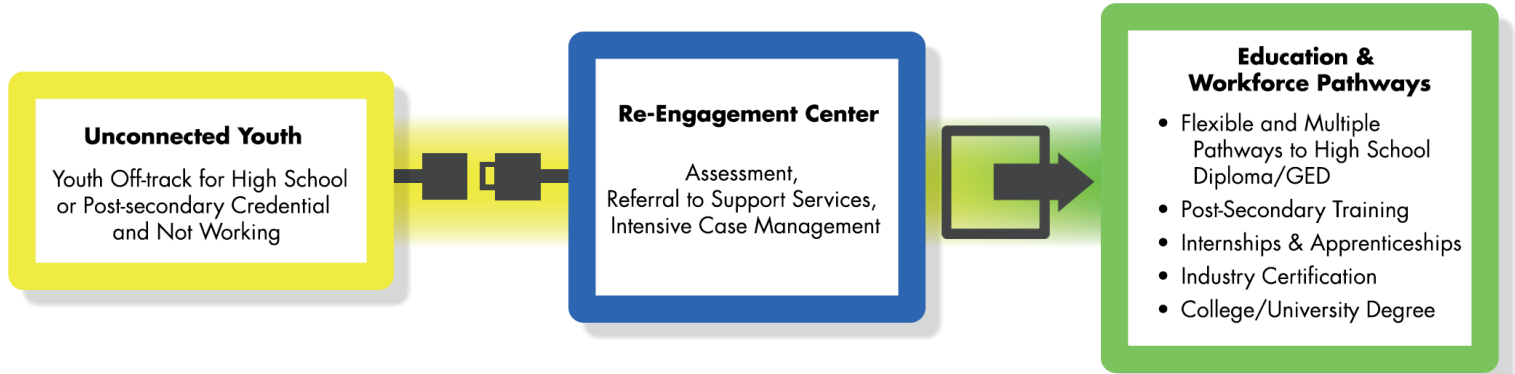 Unconnected Youth
Youth Off-track for High School
or Post-secondary Credential
and Not Working
Re-Engagement Center
Assessment,
Referral to Support Services,
Intensive Case Management
Education &
Workforce Pathways
• Flexible and Multiple
Pathways to High School
Diploma/GED
• Post-Secondary Training
• Internships & Apprenticeships
• Industry Certification
• College/University Degree